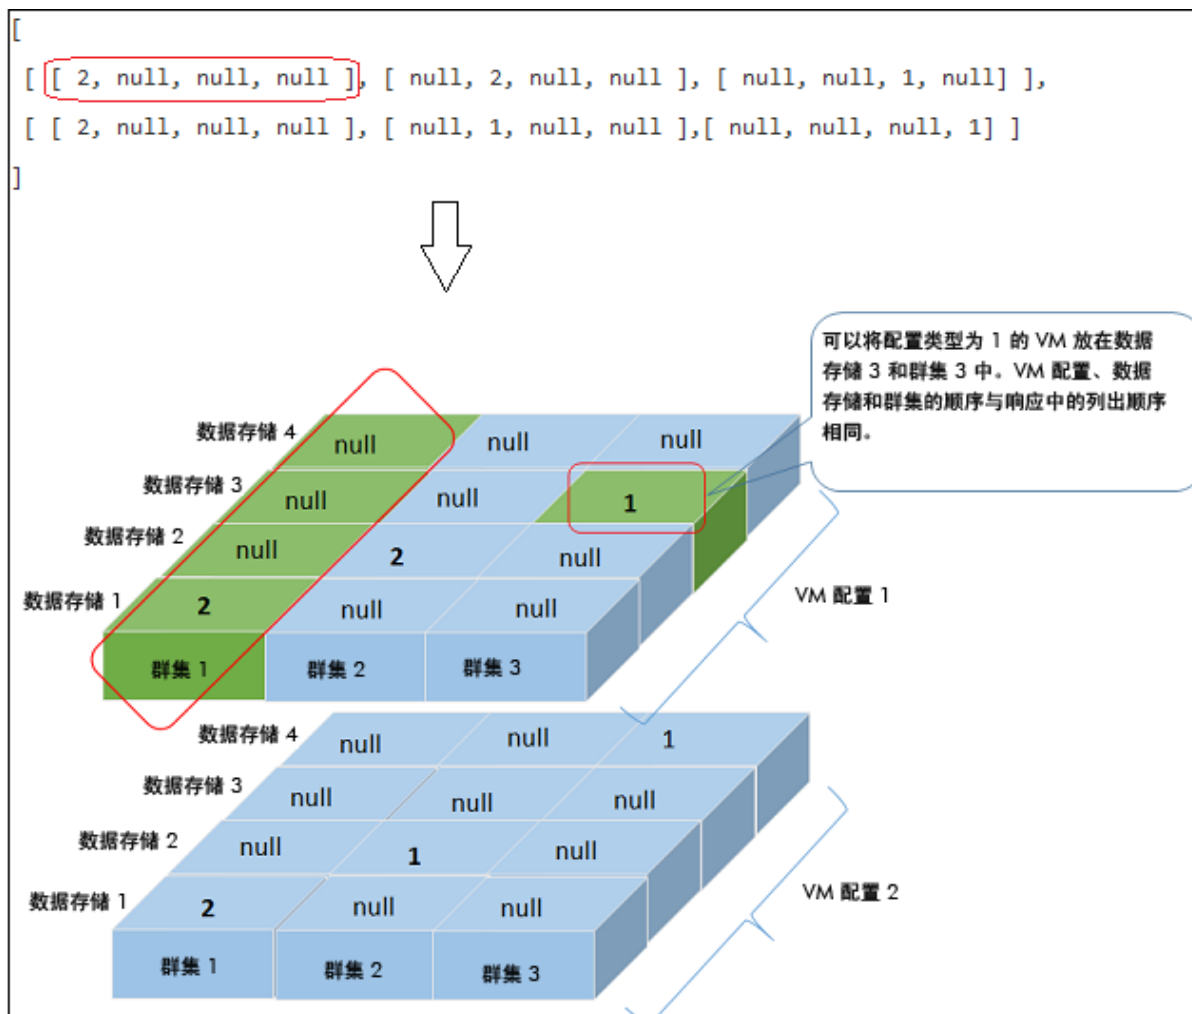 [
[ [ 2, null, null, null ], [ null, 2, null, null ], [ null, null, 1, null] ],
[ [ 2, null, null, null ], [ null, 1, null, null ],[ null, null, null, 1] ]
]
可以将配置类型为 1 的 VM 放在数据
存储 3 和群集 3 中。VM 配置、数据
存储和群集的顺序与响应中的列出顺序
相同。
数据存储 4 null null null
数据存储 3 null null 1
数据存储 2 null 2 null
数据存储 1 2 null null
VM 配置 1
群集 1 群集 2 群集 3
数据存储 4 null null 1
数据存储 3 null null null
数据存储 2 null 1 null
数据存储 1 2 null null
VM 配置 2
群集 1 群集 2 群集 3